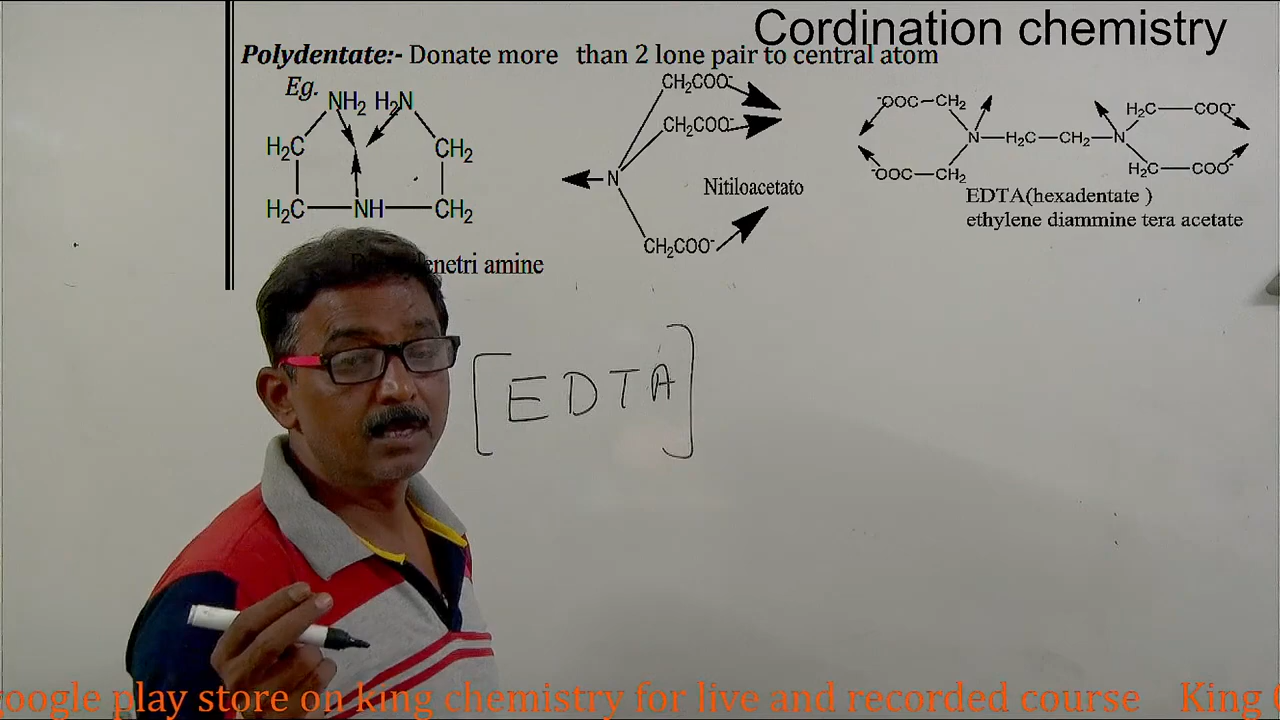 Cordination chemistry
Polydentate:- Donate more than 2 lone pair to central atom
Eg.
NH2 H2N
H2C CH2
H2C NH CH2
enetri amine
CH2COO-
CH2COO-
N
CH2COO-
Nitiloacetato
-OOC-CH2 H2C COO-
N H2C CH2 N
-OOC-CH2 H2C COO-
EDTA(hexadentate )
ethylene diammine tera acetate
[EDTA]
google play store on king chemistry for live and recorded course King